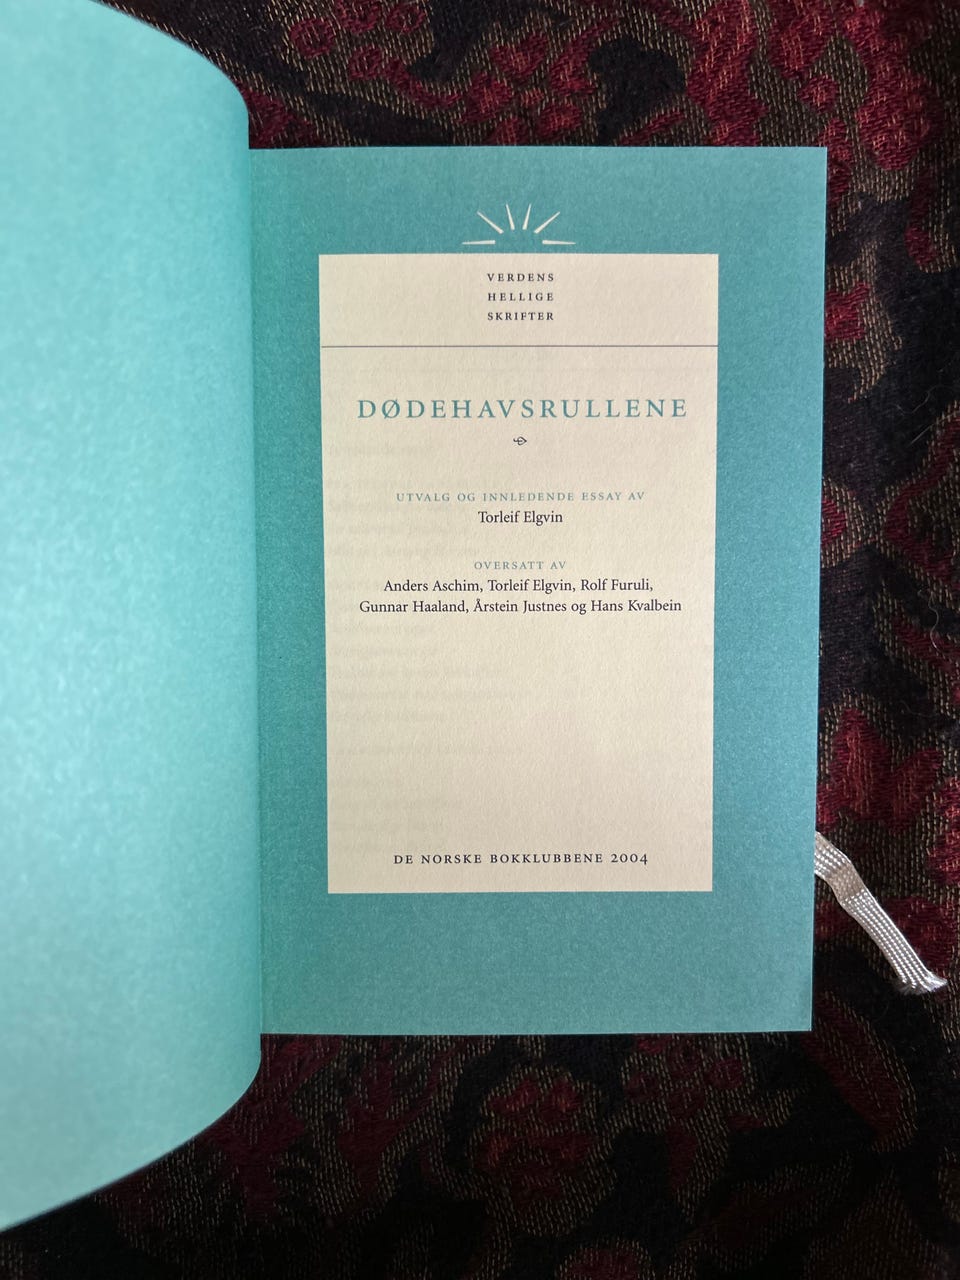 VERDENS
HELLIGE
SKRIFTER
DØDEHAVSRULLENE
UTVALG OG INNLEDENDE ESSAY AV
Torleif Elgvin
OVERSATT AV
Anders Aschim, Torleif Elgvin, Rolf Furuli,
Gunnar Haaland, Årstein Justnes og Hans Kvalbein
DE NORSKE BOKKLUBBENE 2004